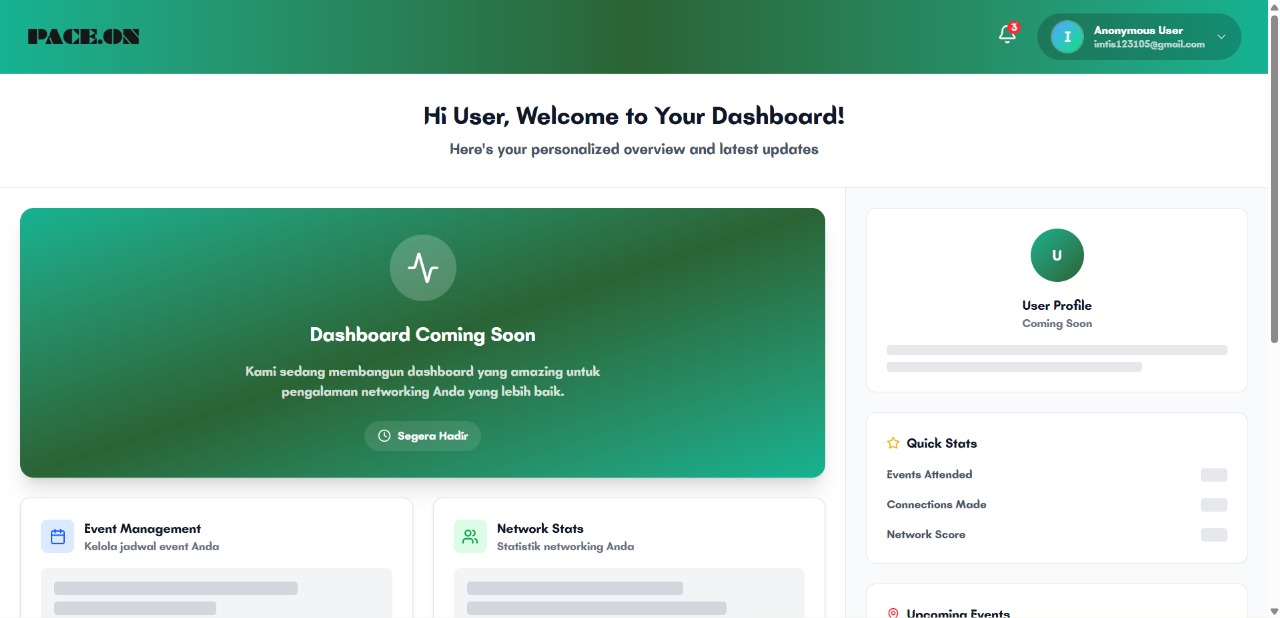 PACE.ON
3
I
Anonymous User
imtis123105@gmail.com
Hi User, Welcome to Your Dashboard!
Here's your personalized overview and latest updates
Dashboard Coming Soon
Kami sedang membangun dashboard yang amazing untuk
pengalaman networking Anda yang lebih baik.
Segera Hadir
Event Management
Kelola jadwal event Anda
Network Stats
Statistik networking Anda
U
User Profile
Coming Soon
Quick Stats
Events Attended
Connections Made
Network Score
Upcoming Events